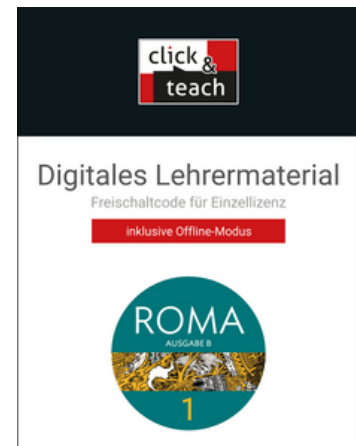 click &
teach
Digitales Lehrermaterial
Freischaltcode für Einzellizenz
inklusive Offline-Modus
ROMA
AUSGABE B
1